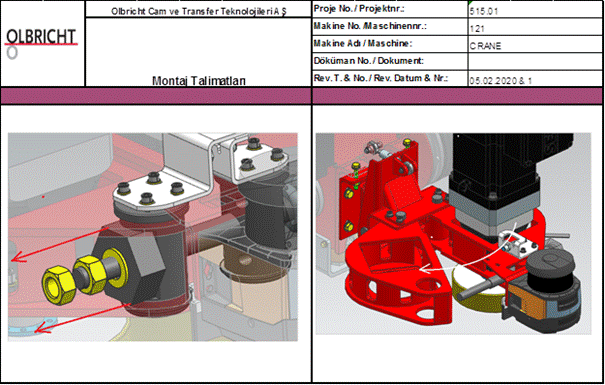 OLBRICHT
Olbricht Cam ve Transfer Teknolojileri A Ş
Montaj Talimatları
Proje No./ Projektnr.:
515.01
Makine No./Maschinennr.:
121
Makine Adı / Maschine:
CRANE
Döküman No./ Dokument:
Rev. T. & No./ Rev. Datum & Nr.:
05.02.2020 & 1